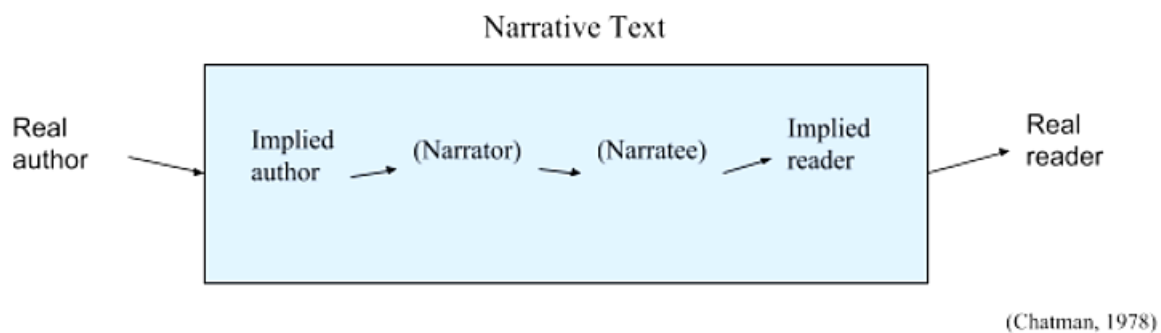 Narrative Text
Real
author
Implied
author
(Narrator)
(Narratee)
Implied
reader
Real
reader
(Chatman, 1978)